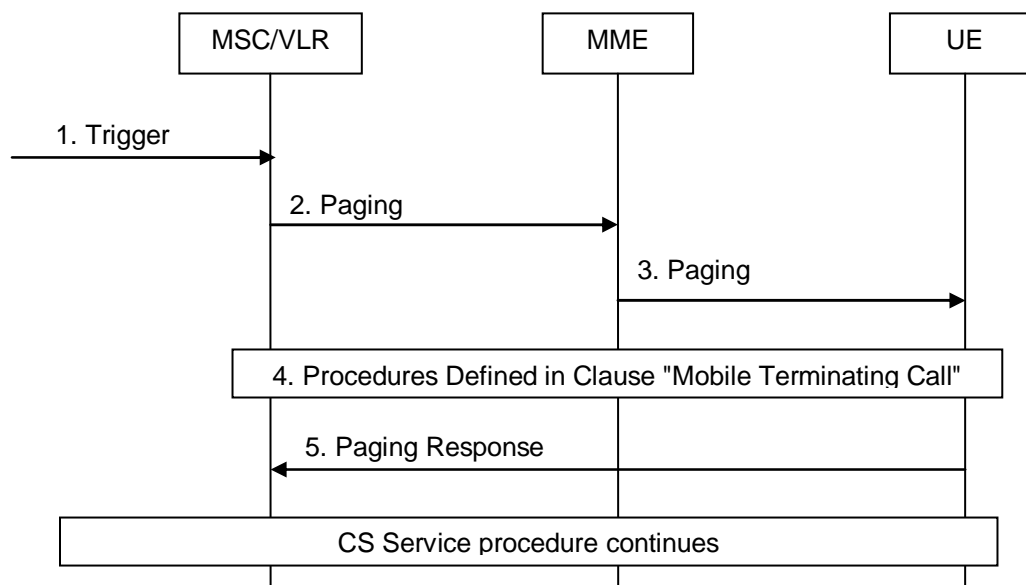 MSC/VLR
MME
UE
1. Trigger
2. Paging
3. Paging
4. Procedures Defined in Clause "Mobile Terminating Call"
5. Paging Response
CS Service procedure continues